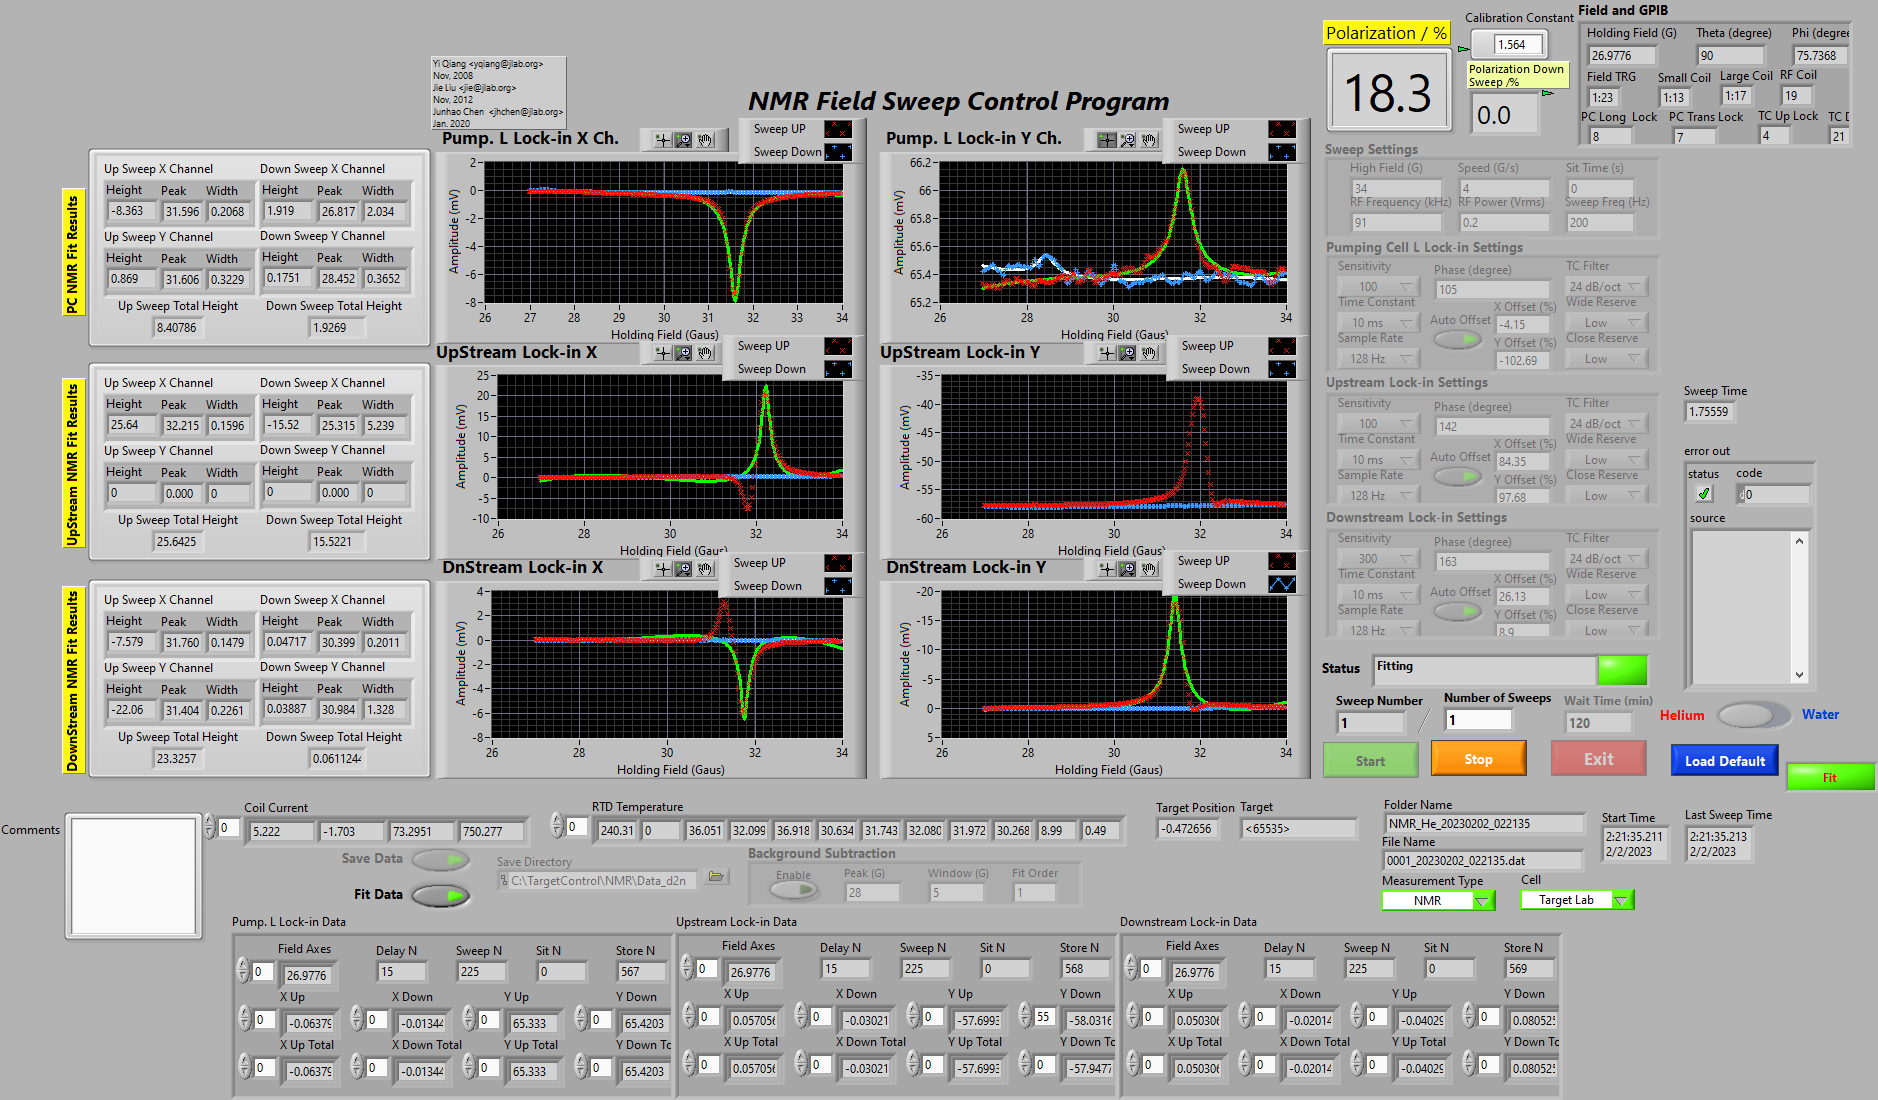 Yi Qiang <yqiang@jlab.org>
Nov, 2008
Jie Liu <jie@jlab.org>
Nov, 2012
Junhao Chen <jhchen@jlab.org>
Jan. 2020
NMR Field Sweep Control Program
Polarization / %
18.3
Calibration Constant
1.564
Polarization Down
Sweep /%
0.0
Field and GPIB
Holding Field (G) Theta (degree) Phi (degree
26.9776 90 75.7368
Field TRG Small Coil Large Coil RF Coil
1:23 1:13 1:17 19
PC Long Lock PC Trans Lock TC Up Lock TC D
8 7 4 21
PC NMR Fit Results
Up Sweep X Channel Down Sweep X Channel
Height Peak Width Height Peak Width
-8.363 31.596 0.2068 1.919 26.817 2.034
Up Sweep Y Channel Down Sweep Y Channel
Height Peak Width Height Peak Width
0.869 31.606 0.3229 0.1751 28.452 0.3652
Up Sweep Total Height Down Sweep Total Height
8.40786 1.9269
Pump. L Lock-in X Ch.
Sweep UP
Sweep Down
Amplitude (mV)
2
0
-2
-4
-6
-8
26 27 28 29 30 31 32 33 34
Holding Field (Gaus)
Pump. L Lock-in Y Ch.
Sweep UP
Sweep Down
Amplitude (mV)
66.2
66
65.8
65.6
65.4
65.2
26 28 30 32 34
Holding Field (Gaus)
UpStream NMR Fit Results
Up Sweep X Channel Down Sweep X Channel
Height Peak Width Height Peak Width
25.64 32.215 0.1596 -15.52 25.315 5.239
Up Sweep Y Channel Down Sweep Y Channel
Height Peak Width Height Peak Width
0 0.000 0 0 0.000 0
Up Sweep Total Height Down Sweep Total Height
25.6425 15.5221
UpStream Lock-in X
Sweep UP
Sweep Down
Amplitude (mV)
25
20
15
10
5
0
-5
-10
26 28 30 32 34
Holding Field (Gaus)
UpStream Lock-in Y
Sweep UP
Sweep Down
Amplitude (mV)
-35
-40
-45
-50
-55
-60
26 28 30 32 34
Holding Field (Gaus)
DownStream NMR Fit Results
Up Sweep X Channel Down Sweep X Channel
Height Peak Width Height Peak Width
-7.579 31.760 0.1479 0.04717 30.399 0.2011
Up Sweep Y Channel Down Sweep Y Channel
Height Peak Width Height Peak Width
-22.06 31.404 0.2261 0.03887 30.984 1.328
Up Sweep Total Height Down Sweep Total Height
23.3257 0.0611244
DnStream Lock-in X
Sweep UP
Sweep Down
Amplitude (mV)
4
2
0
-2
-4
-6
-8
26 28 30 32 34
Holding Field (Gaus)
DnStream Lock-in Y
Sweep UP
Sweep Down
Amplitude (mV)
-20
-15
-10
-5
0
5
26 28 30 32 34
Holding Field (Gaus)
Sweep Settings
High Field (G) Speed (G/s) Sit Time (s)
34 4 0
RF Frequency (kHz) RF Power (Vrms) Sweep Freq (Hz)
91 0.2 200
Pumping Cell L Lock-in Settings
Sensitivity Phase (degree) TC Filter
100 105 24 dB/oct
Time Constant X Offset (%) Wide Reserve
10 ms Auto Offset -4.15 Low
Sample Rate Y Offset (%) Close Reserve
128 Hz -102.69 Low
Upstream Lock-in Settings
Sensitivity Phase (degree) TC Filter
100 142 24 dB/oct
Time Constant X Offset (%) Wide Reserve
10 ms Auto Offset 84.35 Low
Sample Rate Y Offset (%) Close Reserve
128 Hz 97.68 Low
Downstream Lock-in Settings
Sensitivity Phase (degree) TC Filter
300 163 24 dB/oct
Time Constant X Offset (%) Wide Reserve
10 ms Auto Offset 26.13 Low
Sample Rate Y Offset (%) Close Reserve
128 Hz 8.9 Low
Sweep Time
1.75559
error out
status code
0
source
Status Fitting
Sweep Number Number of Sweeps Wait Time (min)
1 / 1 120
Helium Water
Start Stop Exit Load Default Fit
Comments
Coil Current
0 5.222 -1.703 73.2951 750.277
RTD Temperature
0 240.31 0 36.051 32.099 36.918 30.634 31.743 32.080 31.972 30.268 8.99 0.49
Target Position Target
-0.472656 <65535>
Folder Name
NMR_He_20230202_022135
File Name
0001_20230202_022135.dat
Start Time
2:21:35.211
2/2/2023
Last Sweep Time
2:21:35.213
2/2/2023
Measurement Type Cell
NMR Target Lab
Save Data
Fit Data
Save Directory
C:\TargetControl\NMR\Data_d2n
Background Subtraction
Enable Peak (G) Window (G) Fit Order
28 5 1
Pump. L Lock-in Data
Field Axes Delay N Sweep N Sit N Store N
0 26.9776 15 225 0 567
X Up X Down Y Up Y Down
0 -0.06379 0 -0.01344 0 65.333 0 65.4203
X Up Total X Down Total Y Up Total Y Down Tc
0 -0.06379 0 -0.01344 0 65.333 0 65.4203
Upstream Lock-in Data
Field Axes Delay N Sweep N Sit N Store N
0 26.9776 15 225 0 568
X Up X Down Y Up Y Down
0 0.057056 0 -0.03021 0 -57.6993 55 -58.0316
X Up Total X Down Total Y Up Total Y Down Tc
0 0.057056 0 -0.03021 0 -57.6993 0 -57.9477
Downstream Lock-in Data
Field Axes Delay N Sweep N Sit N Store N
0 26.9776 15 225 0 569
X Up X Down Y Up Y Down
0 0.050306 0 -0.02014 0 -0.04029 0 0.080525
X Up Total X Down Total Y Up Total Y Down Tc
0 0.050306 0 -0.02014 0 -0.04029 0 0.080525